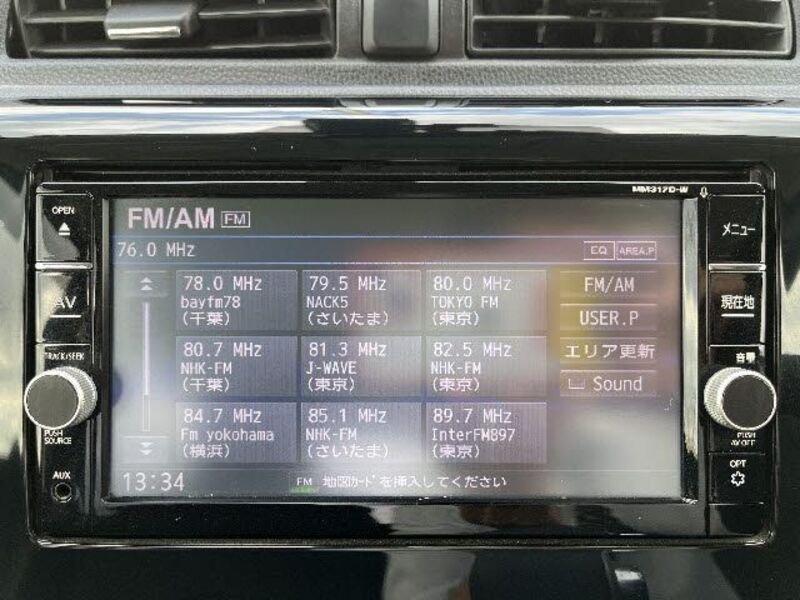 MM317D-W
OPEN
FM/AM FM
メニュー
76.0 MHz
EQ AREA.P
78.0 MHz
bayfm78
(千葉)
79.5 MHz
NACK5
(さいたま)
80.0 MHz
TOKYO FM
(東京)
FM/AM
USER.P
AV
現在地
80.7 MHz
NHK-FM
(千葉)
81.3 MHz
J-WAVE
(東京)
82.5 MHz
NHK-FM
(東京)
エリア更新
Sound
TRACK/SEEK
音量
84.7 MHz
Fm yokohama
(横浜)
85.1 MHz
NHK-FM
(さいたま)
89.7 MHz
InterFM897
(東京)
PUSH
SOURCE
PUSH
AV OFF
AUX
OPT
13:34
FM 地図ｶｰﾄﾞを挿入してください